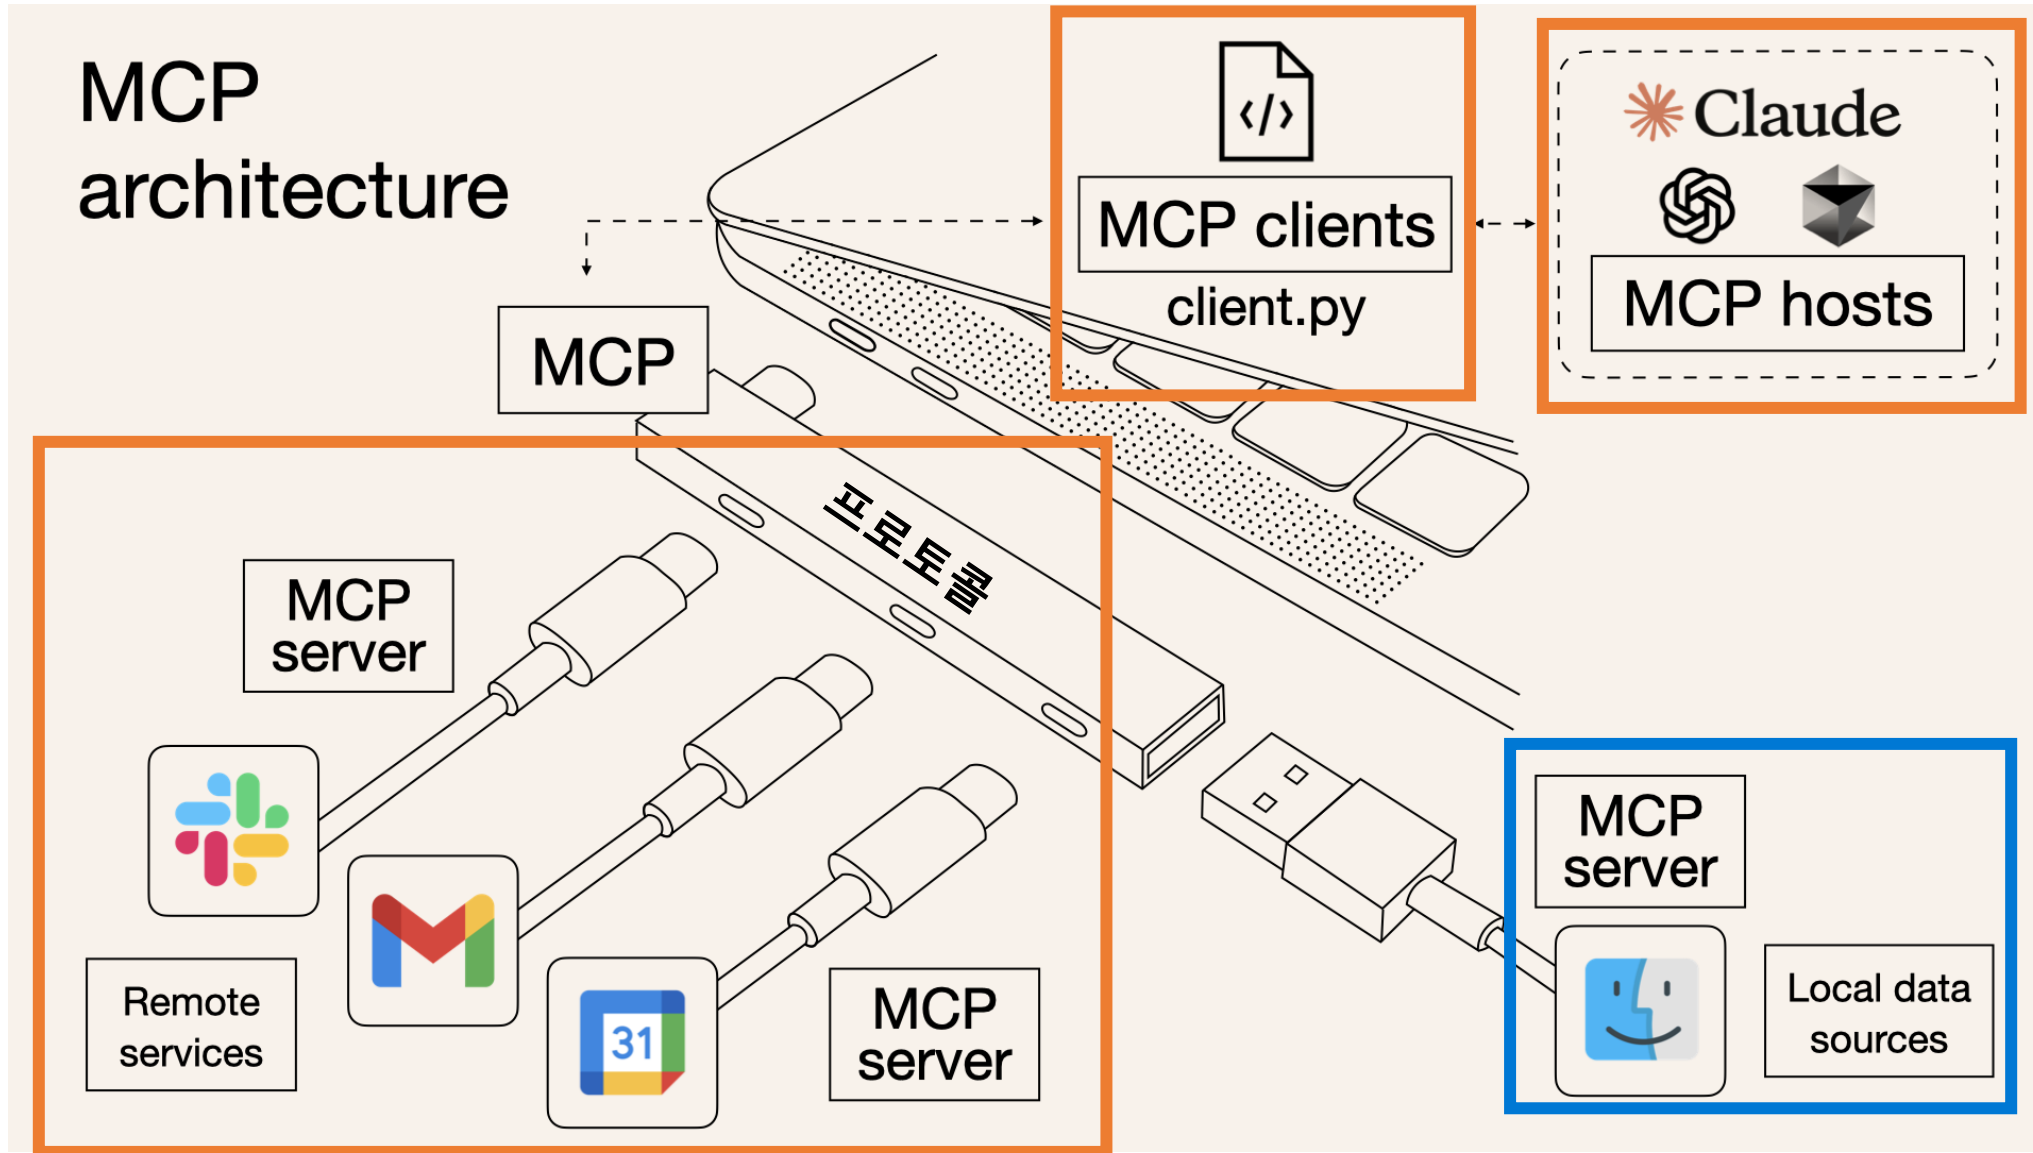 MCP
architecture
</>
MCP clients
client.py
Claude
MCP hosts
MCP
프로토콜
MCP
server
Remote
services
31
MCP
server
MCP
server
Local data
sources